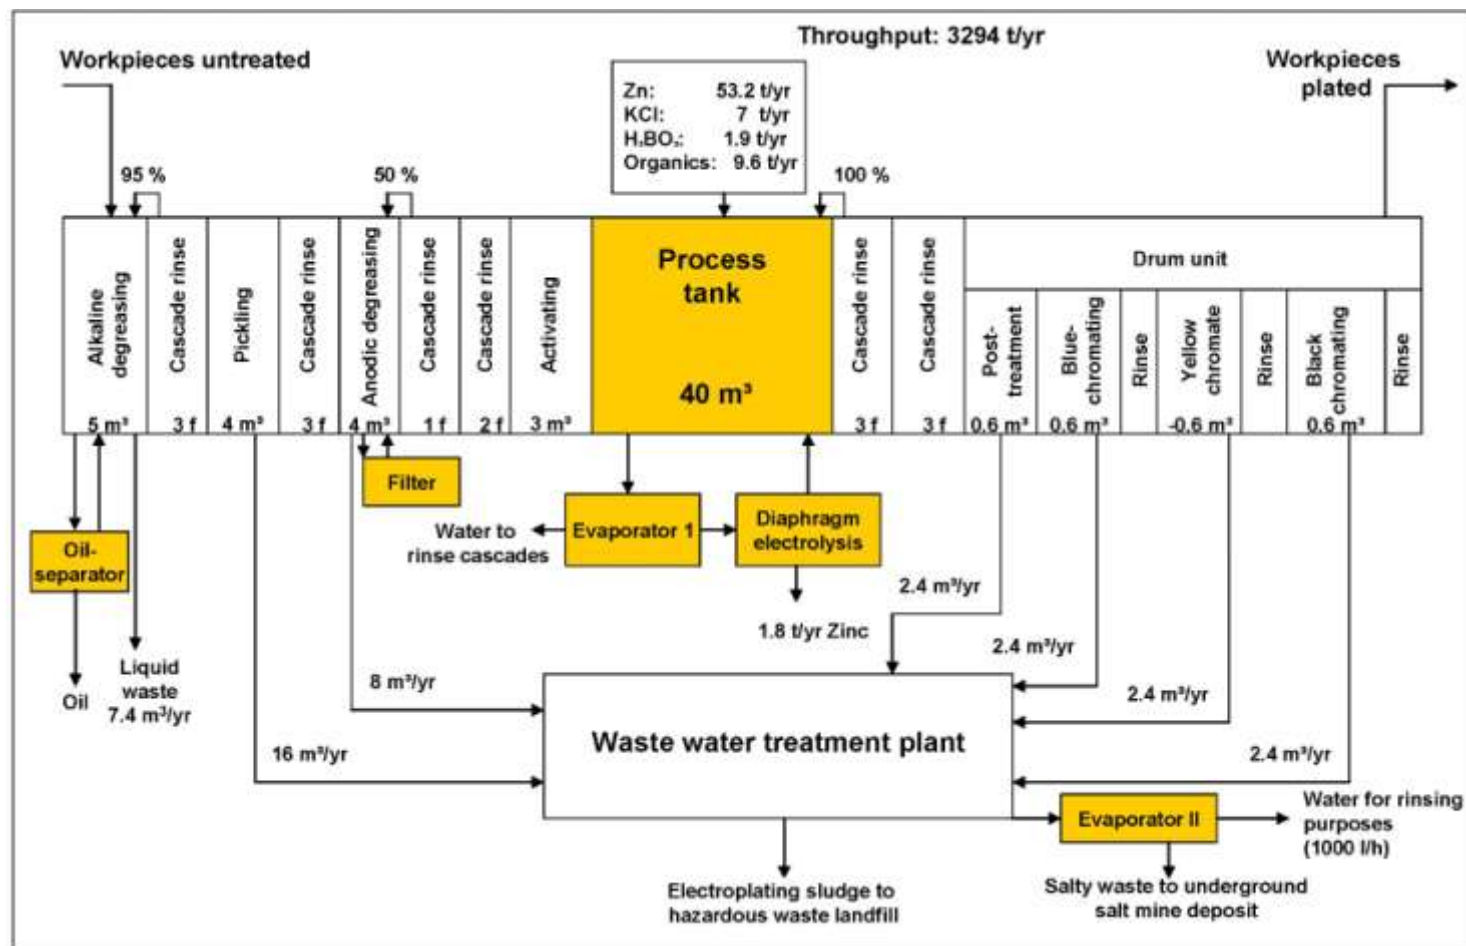 Throughput: 3294 t/yr
Workpieces untreated
Workpieces
plated
Zn: 53.2 t/yr
KCl: 7 t/yr
H₃BO₃: 1.9 t/yr
Organics: 9.6 t/yr
95 %
50 %
100 %
Alkaline
degreasing
5 m³
Cascade rinse
3 f
Pickling
4 m³
Cascade rinse
3 f
Anodic degreasing
4 m³
Cascade rinse
1 f
Cascade rinse
2 f
Activating
3 m³
Process
tank
40 m³
Cascade rinse
3 f
Cascade rinse
3 f
Drum unit
Post-
treatment
0.6 m³
Blue-
chromating
0.6 m³
Rinse
Yellow
chromate
-0.6 m³
Rinse
Black
chromating
0.6 m³
Rinse
Filter
Oil-
separator
Evaporator 1
Water to
rinse cascades
Diaphragm
electrolysis
1.8 t/yr Zinc
2.4 m³/yr
2.4 m³/yr
2.4 m³/yr
2.4 m³/yr
Oil
Liquid
waste
7.4 m³/yr
8 m³/yr
16 m³/yr
Waste water treatment plant
Evaporator II
Water for rinsing
purposes
(1000 l/h)
Electroplating sludge to
hazardous waste landfill
Salty waste to underground
salt mine deposit